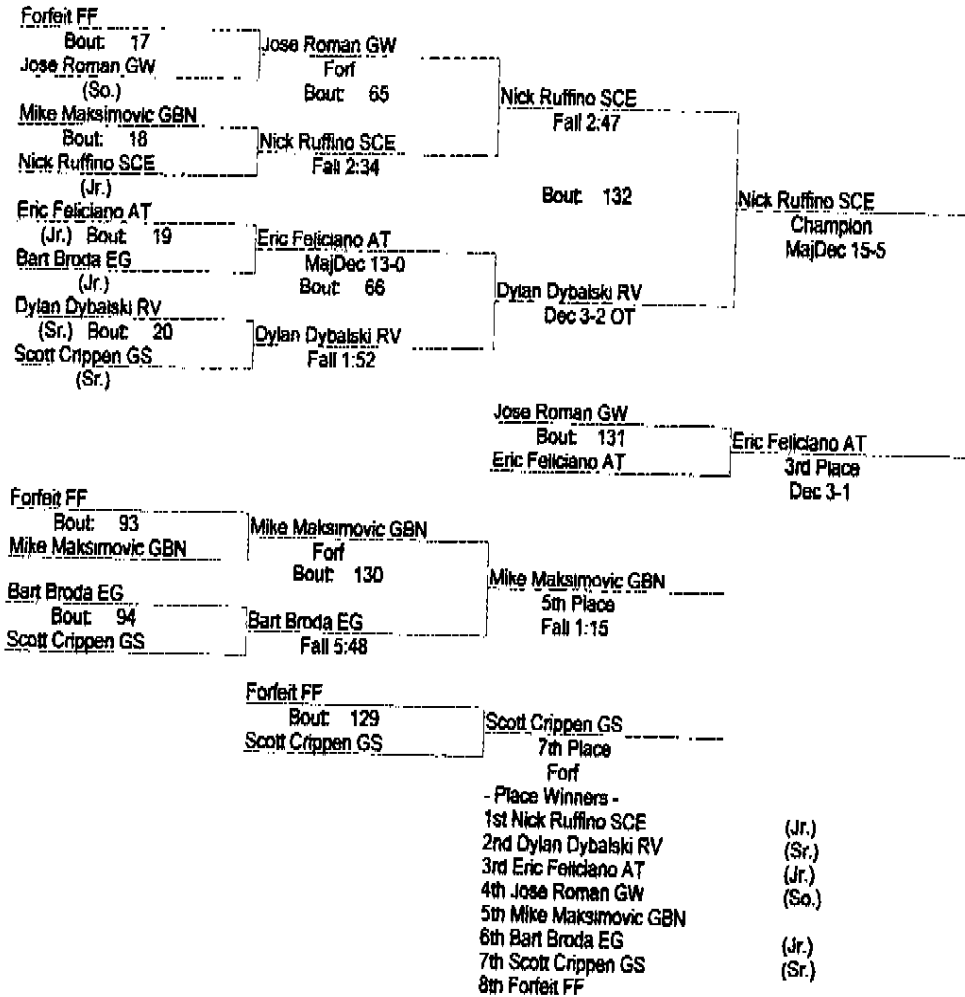 Forfeit FF
Bout: 17
Jose Roman GW
(So.)
Jose Roman GW
Forf
Bout: 65
Mike Maksimovic GBN
Bout: 18
Nick Ruffino SCE
(Jr.)
Nick Ruffino SCE
Fall 2:34
Nick Ruffino SCE
Fall 2:47
Bout: 132
Nick Ruffino SCE
Champion
MajDec 15-5
Eric Feliciano AT
(Jr.) Bout: 19
Bart Broda EG
(Jr.)
Eric Feliciano AT
MajDec 13-0
Bout: 66
Dylan Dybalski RV
(Sr.) Bout: 20
Scott Crippen GS
(Sr.)
Dylan Dybalski RV
Fall 1:52
Dylan Dybalski RV
Dec 3-2 OT
Jose Roman GW
Bout: 131
Eric Feliciano AT
Eric Feliciano AT
3rd Place
Dec 3-1
Forfeit FF
Bout: 93
Mike Maksimovic GBN
Mike Maksimovic GBN
Forf
Bout: 130
Bart Broda EG
Bout: 94
Scott Crippen GS
Bart Broda EG
Fall 5:48
Mike Maksimovic GBN
5th Place
Fall 1:15
Forfeit FF
Bout: 129
Scott Crippen GS
Scott Crippen GS
7th Place
Forf
- Place Winners -
1st Nick Ruffino SCE (Jr.)
2nd Dylan Dybalski RV (Sr.)
3rd Eric Feliciano AT (Jr.)
4th Jose Roman GW (So.)
5th Mike Maksimovic GBN
6th Bart Broda EG (Jr.)
7th Scott Crippen GS (Sr.)
8th Forfeit FF